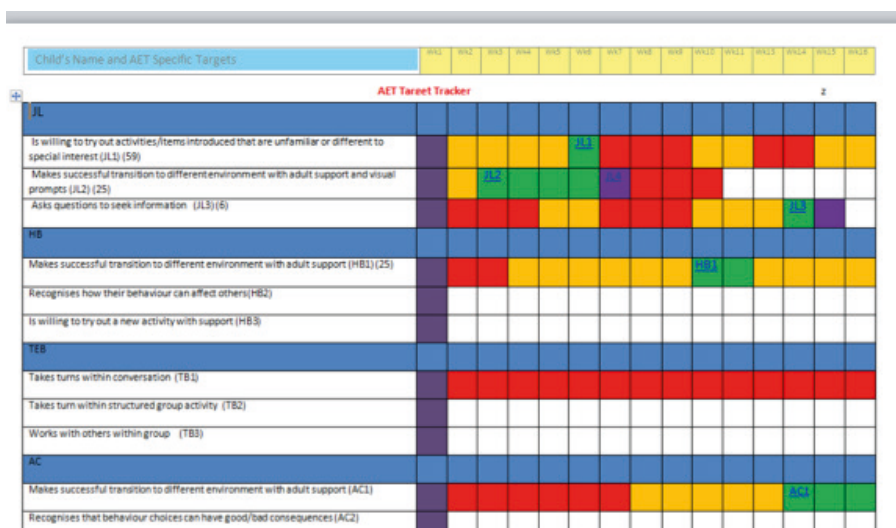 Child's Name and AET Specific Targets Wk1 Wk2 Wk3 Wk4 Wk5 Wk6 Wk7 Wk8 Wk9 Wk10 Wk11 Wk13 Wk14 Wk15 Wk16
AET Target Tracker z
JL
Is willing to try out activities/items introduced that are unfamiliar or different to JL1
special interest (JL1) (59)
Makes successful transition to different environment with adult support and visual JL2
prompts (JL2) (25)
Asks questions to seek information (JL3)(6) JL3
HB
Makes successful transition to different environment with adult support (HB1)(25) HB1
Recognises how their behaviour can affect others(HB2)
Is willing to try out a new activity with support (HB3)
TEB
Takes turns within conversation (TB1)
Takes turn within structured group activity (TB2)
Works with others within group (TB3)
AC
Makes successful transition to different environment with adult support (AC1) AC1
Recognises that behaviour choices can have good/bad consequences (AC2)